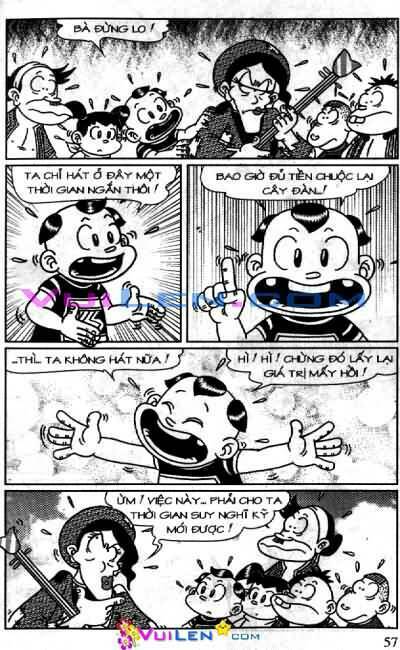 BÀ ĐỪNG LO !
TA CHỈ HÁT Ở ĐÂY MỘT
THỜI GIAN NGẮN THÔI !
BAO GIỜ ĐỦ TIỀN CHUỘC LẠI
CÂY ĐÀN...!
VUILEN.COM
...THÌ... TA KHÔNG HÁT NỮA !
HÌ ! HÌ ! CHỪNG ĐÓ LẤY LẠI
GIÁ TRỊ MẤY HỒI !
ỪM ! VIỆC NÀY... PHẢI CHO TA
THỜI GIAN SUY NGHĨ KỸ
MỚI ĐƯỢC !
VUILEN.COM
57